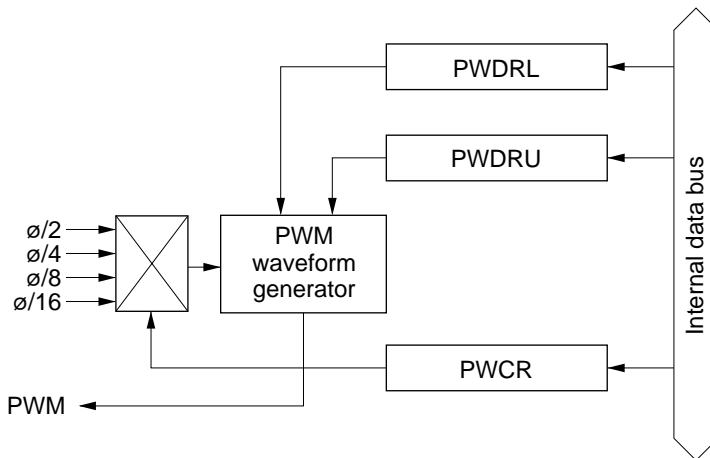 PWDRL
PWDRU
ø/2
ø/4
ø/8
ø/16
PWM
waveform
generator
Internal data bus
PWCR
PWM